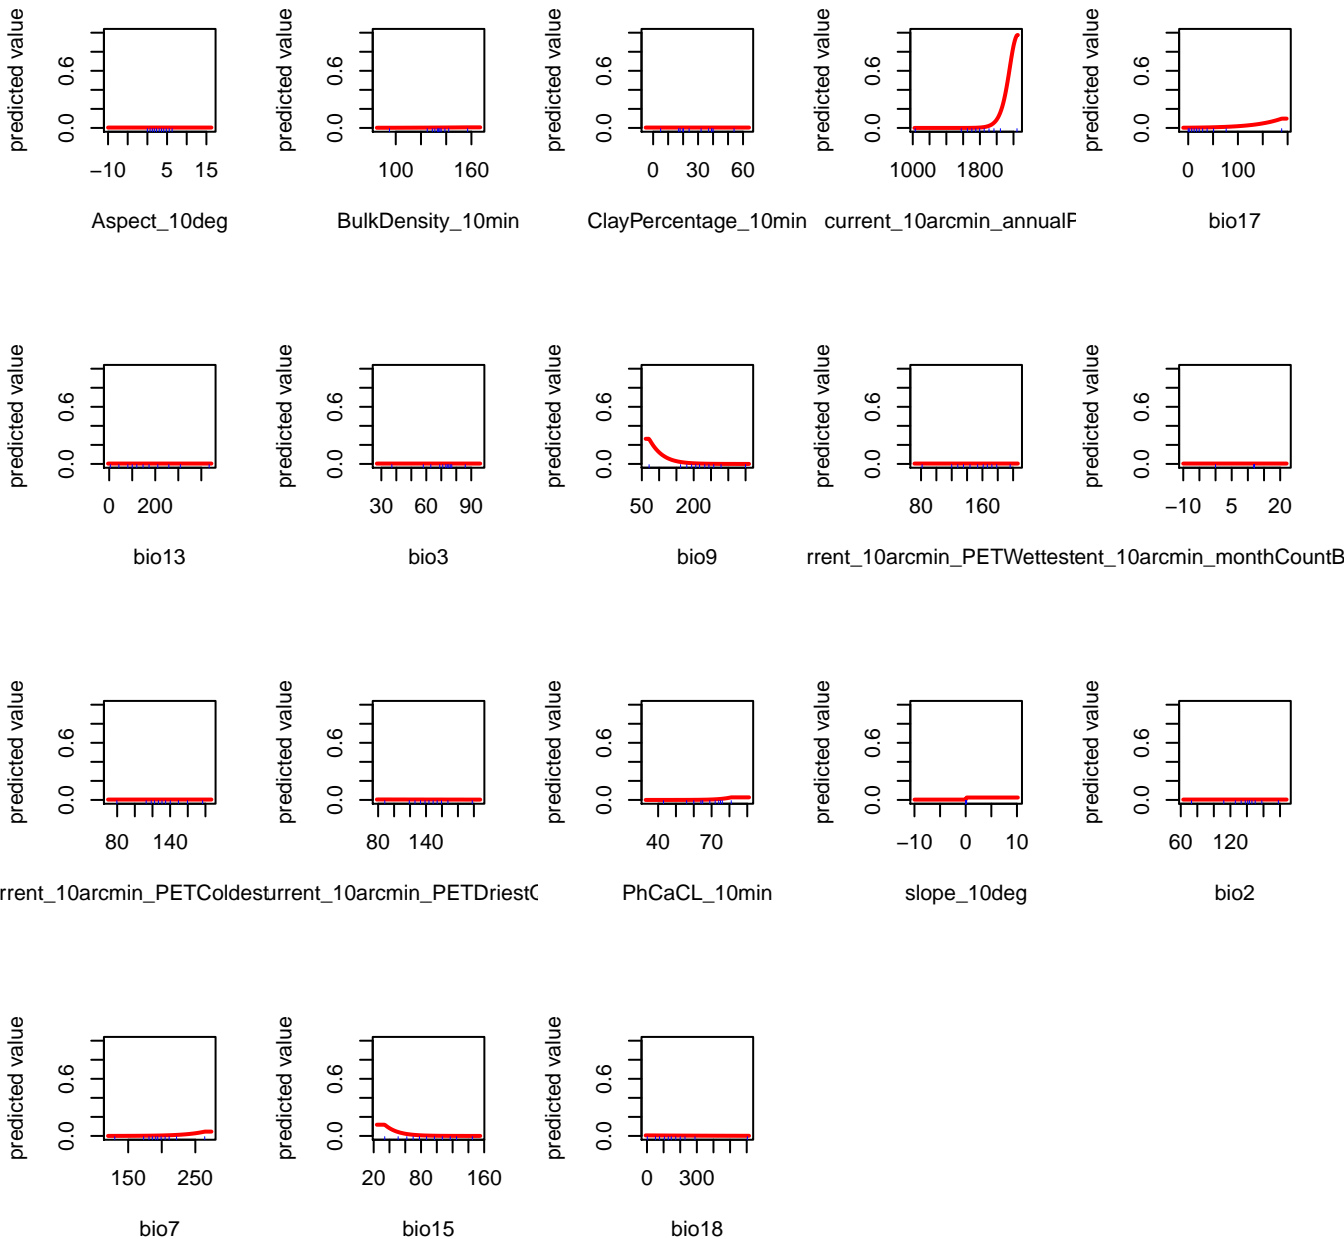 predicted value predicted value predicted value predicted value predicted value
0.0 0.6 0.0 0.6 0.0 0.6 0.0 0.6 0.0 0.6
−10 5 15 100 160 0 30 60 1000 1800 0 100
Aspect_10deg BulkDensity_10min ClayPercentage_10min current_10arcmin_annualP bio17
predicted value predicted value predicted value predicted value predicted value
0.0 0.6 0.0 0.6 0.0 0.6 0.0 0.6 0.0 0.6
0 200 30 60 90 50 200 80 160 −10 5 20
bio13 bio3 bio9 rrent_10arcmin_PETWettest ent_10arcmin_monthCountB
predicted value predicted value predicted value predicted value predicted value
0.0 0.6 0.0 0.6 0.0 0.6 0.0 0.6 0.0 0.6
80 140 80 140 40 70 −10 0 10 60 120
rrent_10arcmin_PETColdest urrent_10arcmin_PETDriestQ PhCaCL_10min slope_10deg bio2
predicted value predicted value predicted value
0.0 0.6 0.0 0.6 0.0 0.6
150 250 20 80 160 0 300
bio7 bio15 bio18